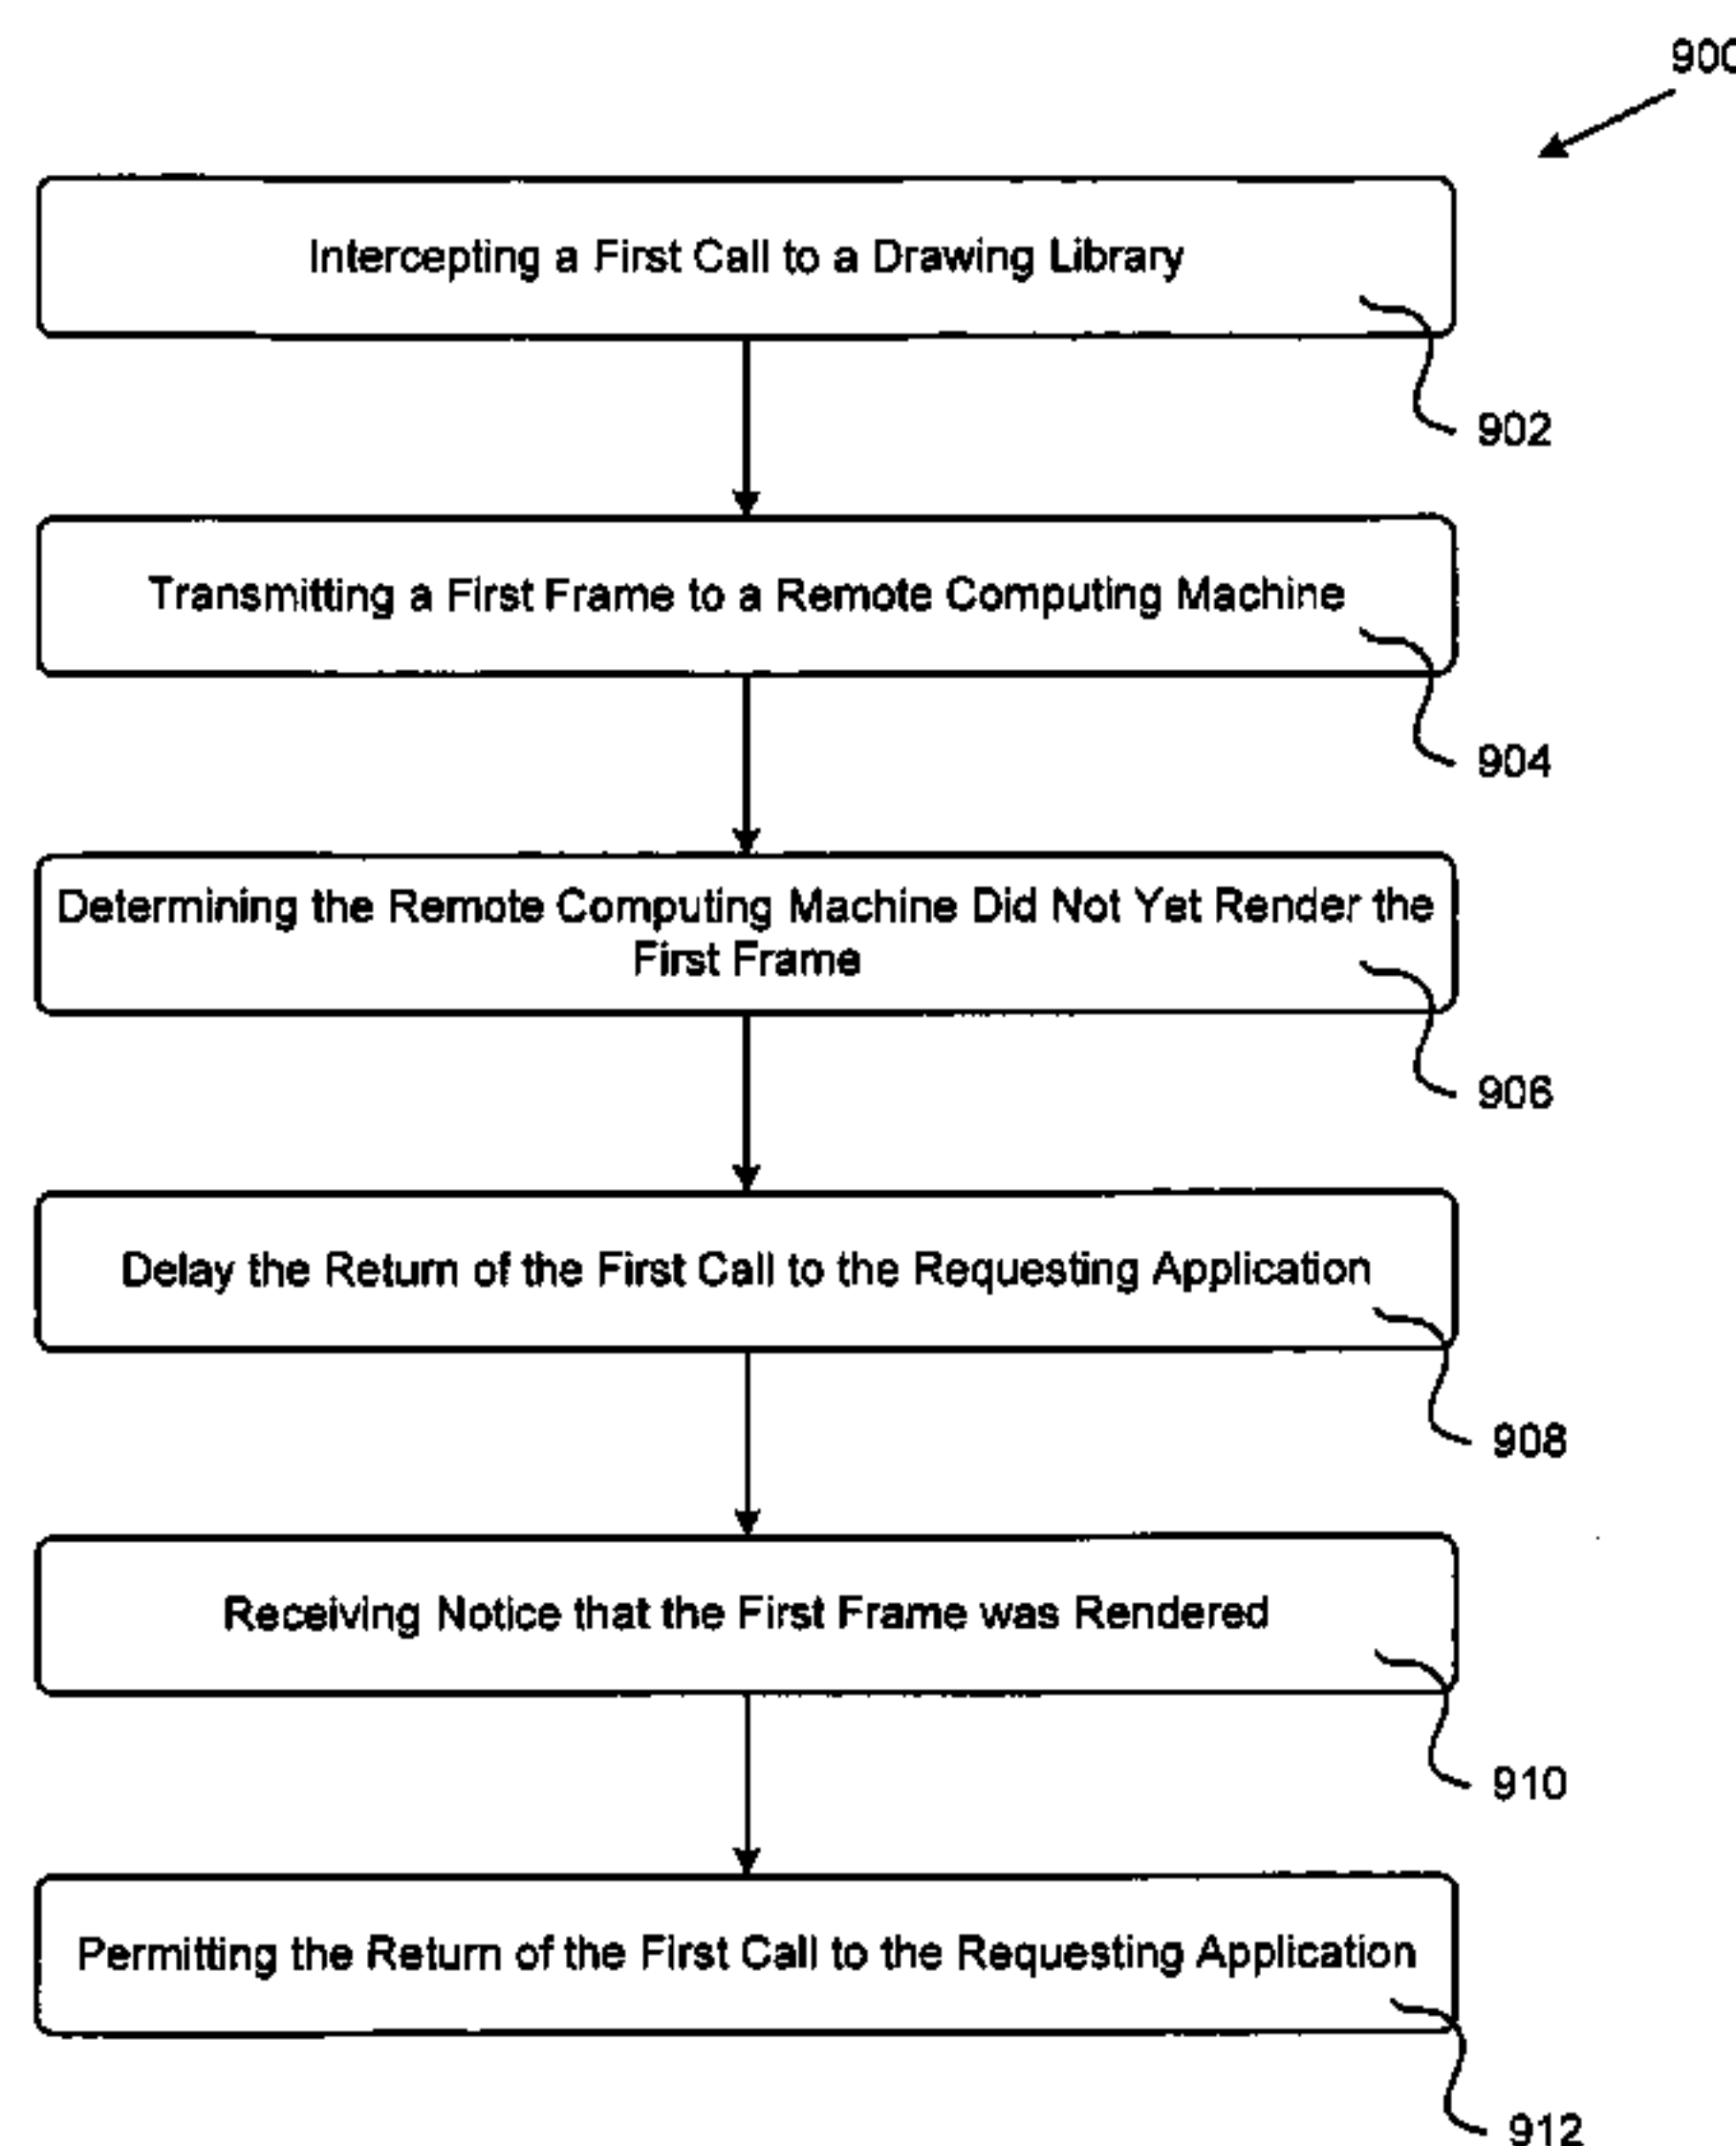 900
Intercepting a First Call to a Drawing Library
902
Transmitting a First Frame to a Remote Computing Machine
904
Determining the Remote Computing Machine Did Not Yet Render the
First Frame
906
Delay the Return of the First Call to the Requesting Application
908
Receiving Notice that the First Frame was Rendered
910
Permitting the Return of the First Call to the Requesting Application
912